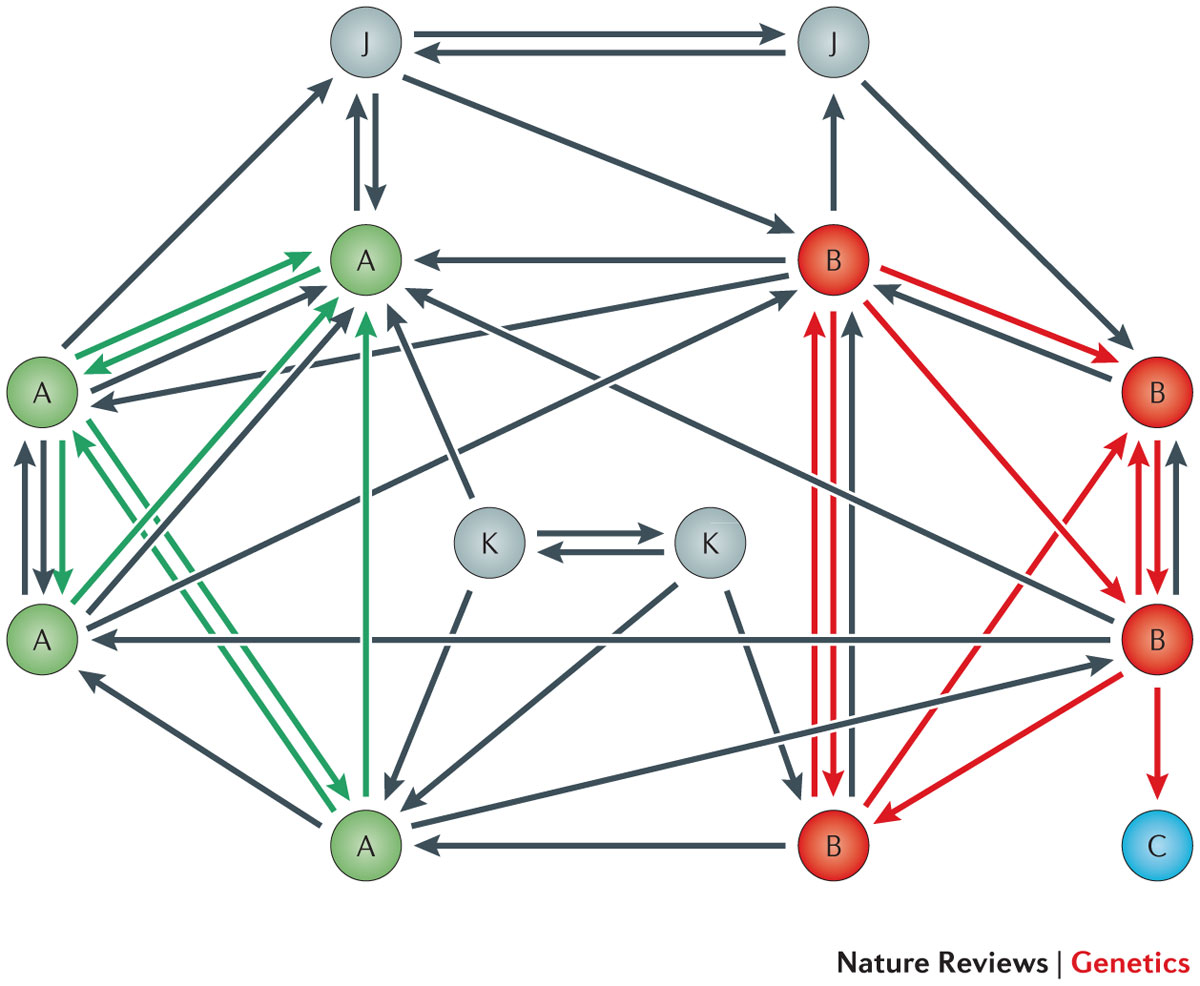 J J
A B
A B
K K
A B
A B C
Nature Reviews | Genetics